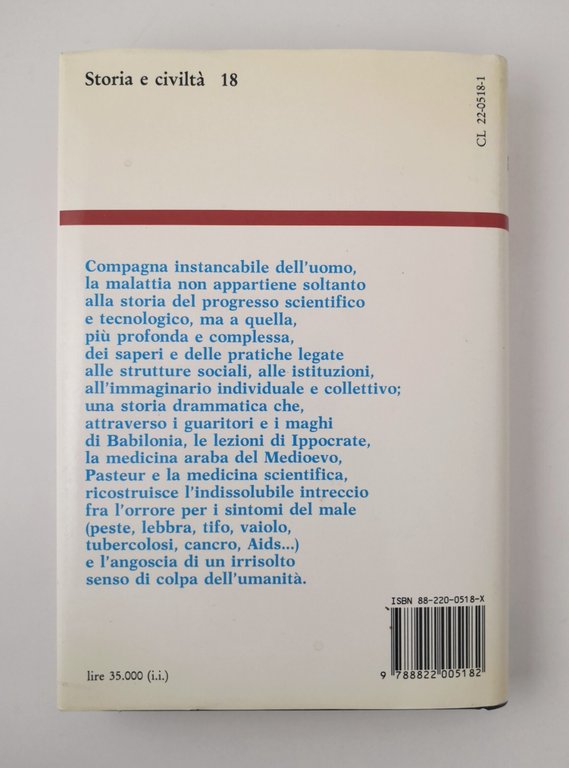 Storia e civiltà 18
CL 22-0518-1
Compagna instancabile dell'uomo,
la malattia non appartiene soltanto
alla storia del progresso scientifico
e tecnologico, ma a quella,
più profonda e complessa,
dei saperi e delle pratiche legate
alle strutture sociali, alle istituzioni,
all'immaginario individuale e collettivo;
una storia drammatica che,
attraverso i guaritori e i maghi
di Babilonia, le lezioni di Ippocrate,
la medicina araba del Medioevo,
Pasteur e la medicina scientifica,
ricostruisce l'indissolubile intreccio
fra l'orrore per i sintomi del male
(peste, lebbra, tifo, vaiolo,
tubercolosi, cancro, Aids...)
e l'angoscia di un irrisolto
senso di colpa dell'umanità.
ISBN 88-220-0518-X
9 788822 005182
lire 35.000 (i.i.)